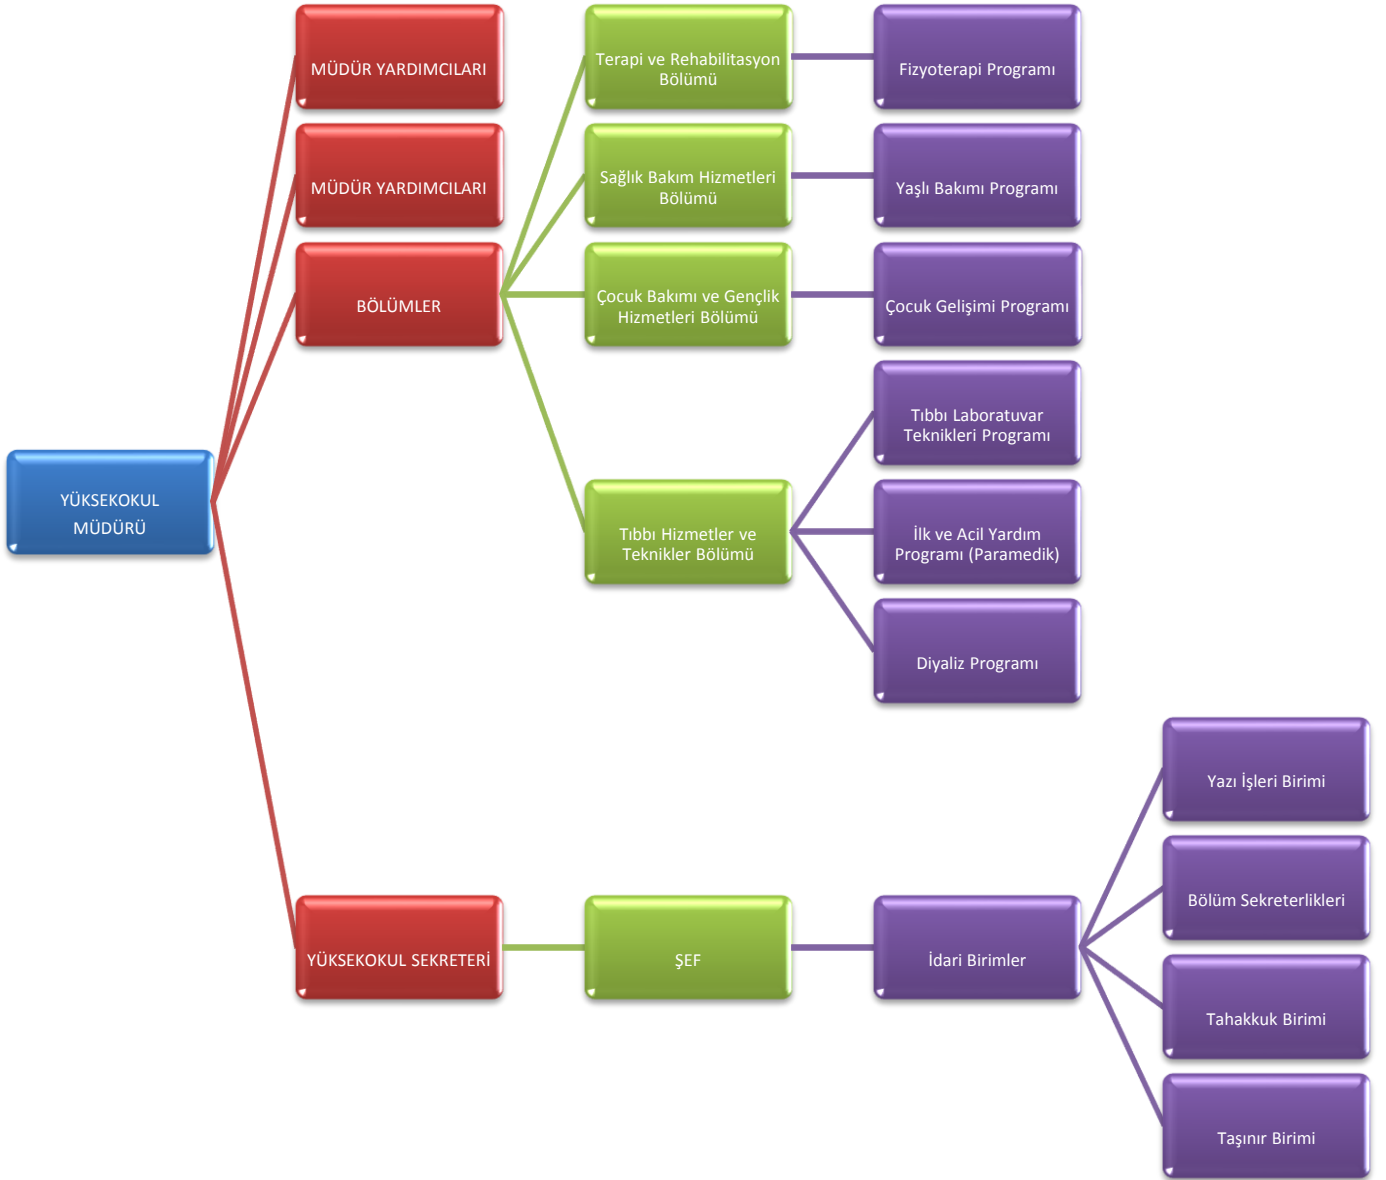 MÜDÜR YARDIMCILARI
Terapi ve Rehabilitasyon
Bölümü
Fizyoterapi Programı
MÜDÜR YARDIMCILARI
Sağlık Bakım Hizmetleri
Bölümü
Yaşlı Bakımı Programı
BÖLÜMLER
Çocuk Bakımı ve Gençlik
Hizmetleri Bölümü
Çocuk Gelişimi Programı
YÜKSEKOKUL
MÜDÜRÜ
Tıbbı Hizmetler ve
Teknikler Bölümü
Tıbbı Laboratuvar
Teknikleri Programı
İlk ve Acil Yardım
Programı (Paramedik)
Diyaliz Programı
YÜKSEKOKUL SEKRETERİ
ŞEF
İdari Birimler
Yazı İşleri Birimi
Bölüm Sekreterlikleri
Tahakkuk Birimi
Taşınır Birimi